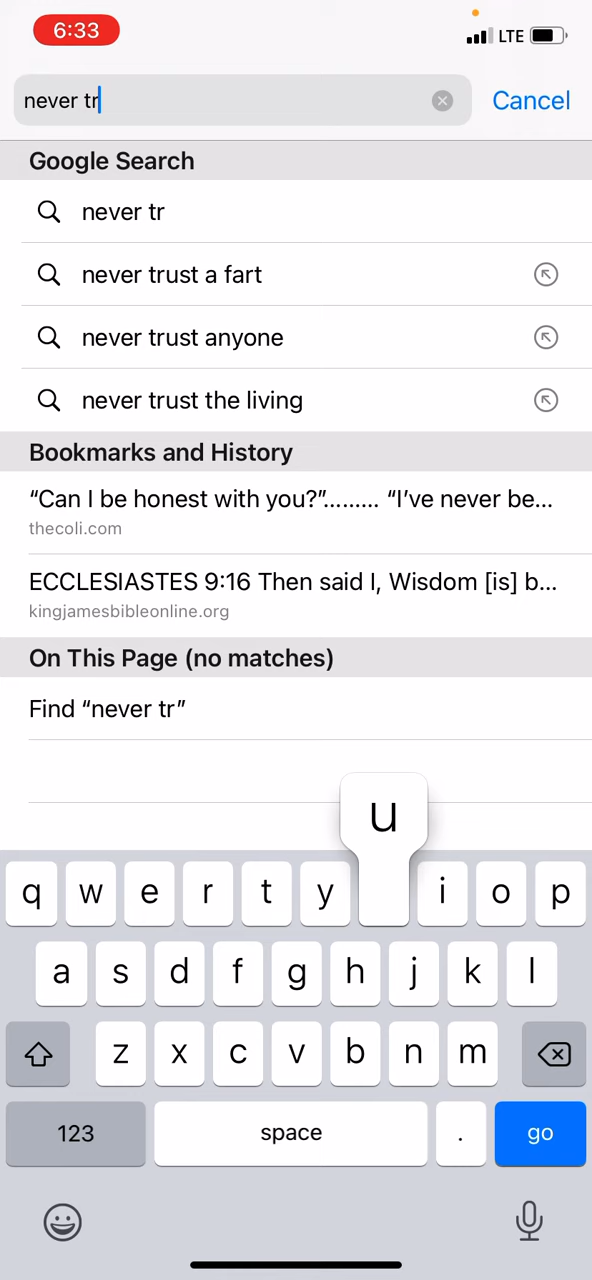 6:33
LTE
never tr
Cancel
Google Search
never tr
never trust a fart
never trust anyone
never trust the living
Bookmarks and History
“Can I be honest with you?”......... “I’ve never be...
thecoli.com
ECCLESIASTES 9:16 Then said I, Wisdom [is] b...
kingjamesbibleonline.org
On This Page (no matches)
Find “never tr”
u
q w e r t y i o p
a s d f g h j k l
z x c v b n m
123 space . go